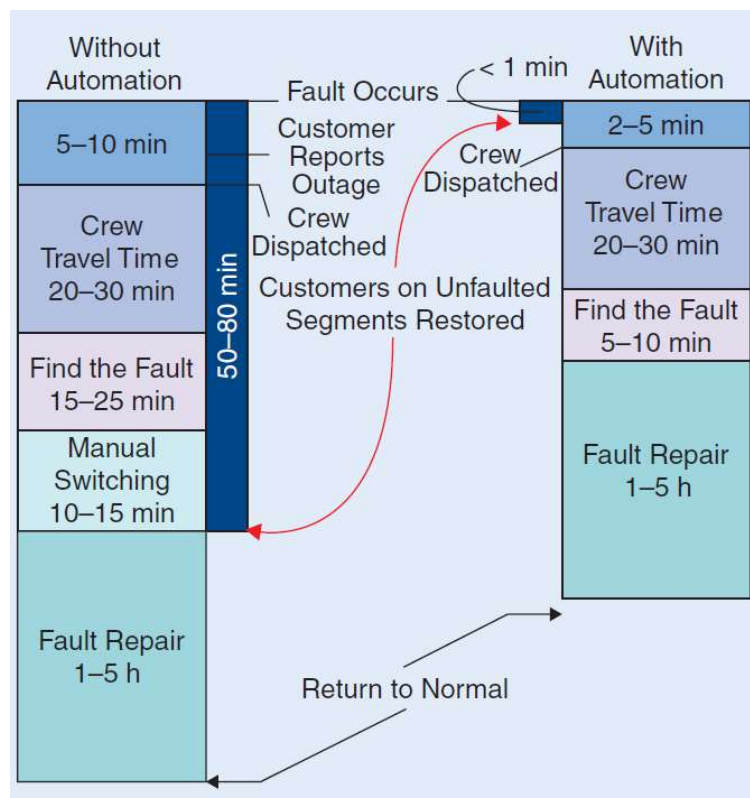 Without
Automation
5–10 min
Crew
Travel Time
20–30 min
Find the Fault
15–25 min
Manual
Switching
10–15 min
Fault Repair
1–5 h
50–80 min
Fault Occurs
Customer
Reports
Outage
Crew
Dispatched
Customers on Unfaulted
Segments Restored
Return to Normal
< 1 min
Crew
Dispatched
With
Automation
2–5 min
Crew
Travel Time
20–30 min
Find the Fault
5–10 min
Fault Repair
1–5 h